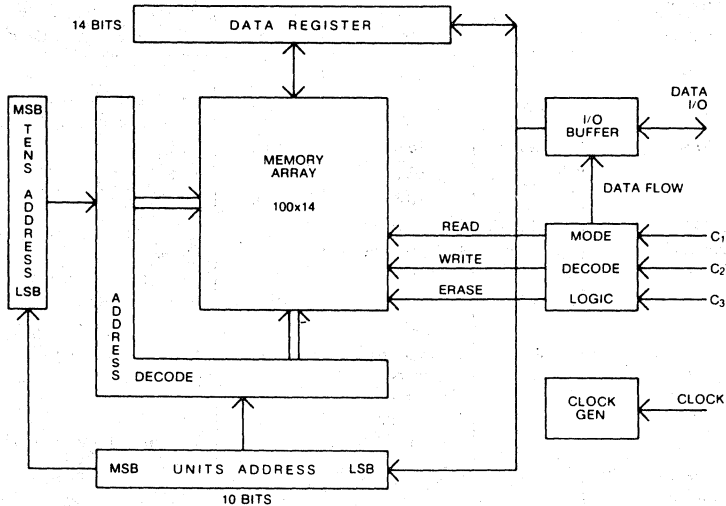 14 BITS
DATA REGISTER
MSB
TENS ADDRESS
LSB
MEMORY
ARRAY
100x14
ADDRESS
DECODE
READ
WRITE
ERASE
I/O
BUFFER
DATA
I/O
DATA FLOW
MODE
DECODE
LOGIC
C1
C2
C3
CLOCK
GEN
CLOCK
MSB UNITS ADDRESS LSB
10 BITS